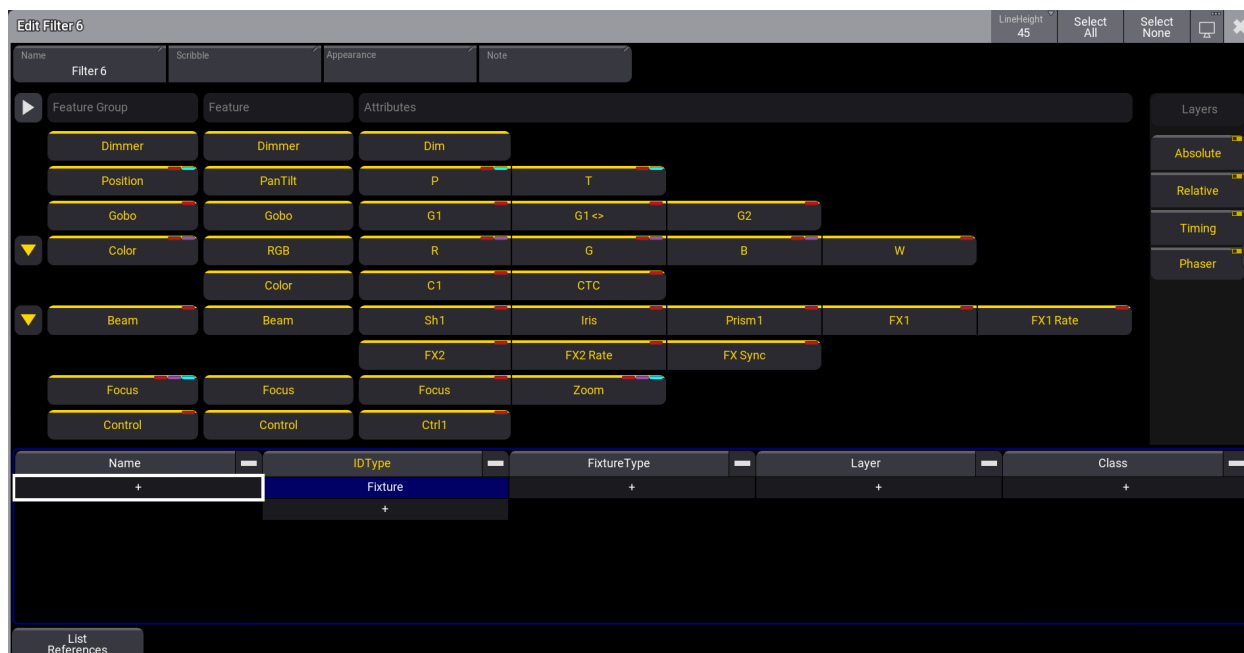 Edit Filter 6
LineHeight
45
Select
All
Select
None
Name
Filter 6
Scribble
Appearance
Note
Feature Group
Feature
Attributes
Layers
Dimmer
Dimmer
Dim
Absolute
Position
PanTilt
P
T
Relative
Gobo
Gobo
G1
G1 <>
G2
Timing
Color
RGB
R
G
B
W
Phaser
Color
C1
CTC
Beam
Beam
Sh1
Iris
Prism1
FX1
FX1 Rate
FX2
FX2 Rate
FX Sync
Focus
Focus
Focus
Zoom
Control
Control
Ctrl1
Name
IDType
FixtureType
Layer
Class
+
Fixture
+
+
+
+
List
References